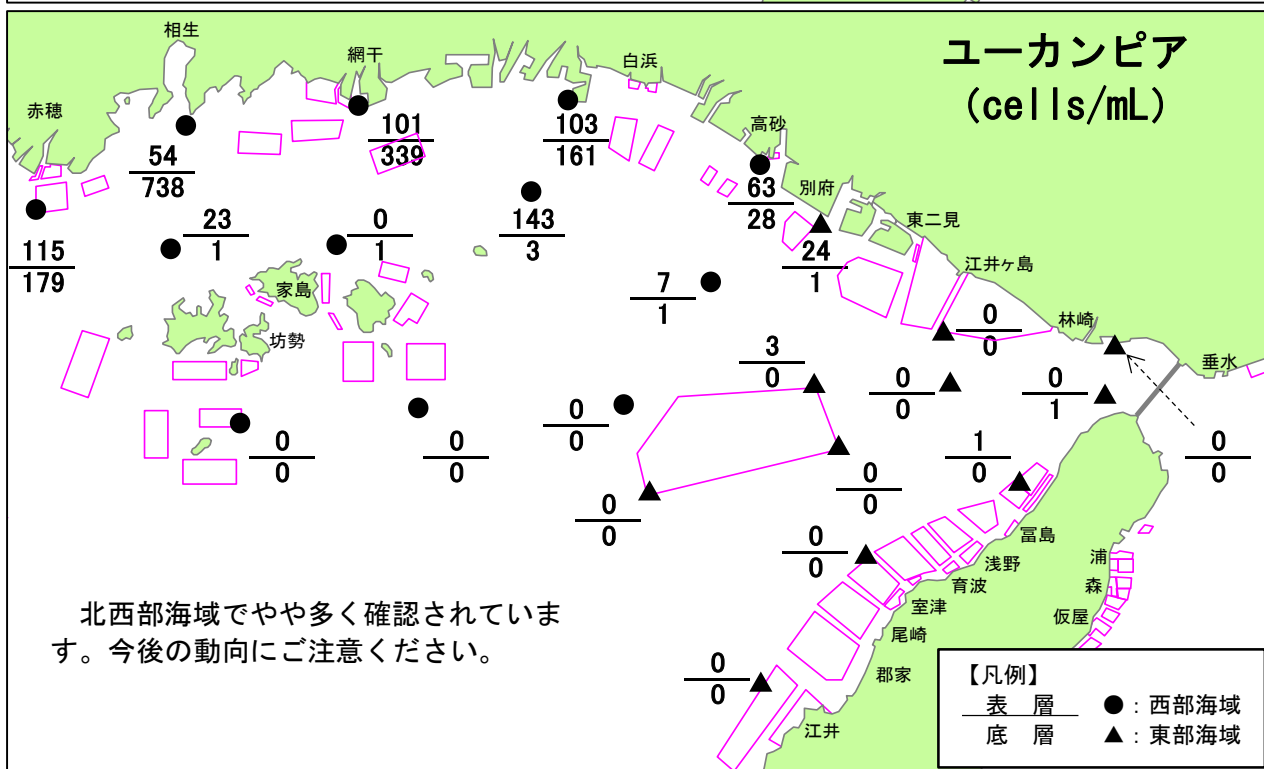 ユーカンピア
(cells/mL)
相生
網干
白浜
赤穂
高砂
別府
東二見
江井ヶ島
林崎
垂水
家島
坊勢
101
339
103
161
54
738
63
28
23
1
0
1
143
3
24
1
115
179
7
1
0
0
3
0
0
0
0
1
0
0
0
0
0
0
0
0
1
0
0
0
0
0
0
0
0
0
冨島
浅野
育波
室津
尾崎
郡家
江井
浦
森
仮屋
北西部海域でやや多く確認されていま
す。今後の動向にご注意ください。
【凡例】
表 層
底 層
●：西部海域
▲：東部海域